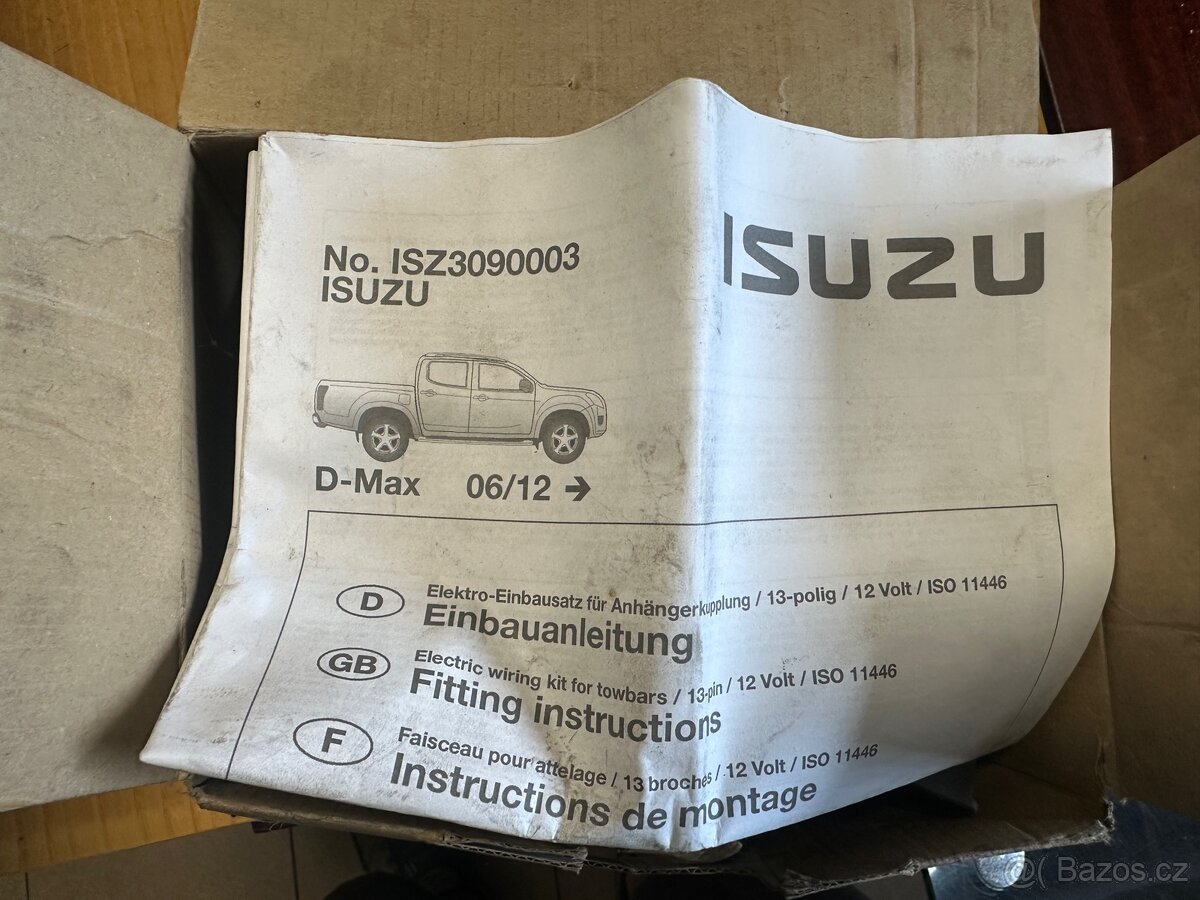 No. ISZ3090003
ISUZU
ISUZU
D-Max 06/12 →
D Elektro-Einbausatz für Anhängerkupplung / 13-polig / 12 Volt / ISO 11446
Einbauanleitung
GB Electric wiring kit for towbars / 13-pin / 12 Volt / ISO 11446
Fitting instructions
F Faisceau pour attelage / 13 broches / 12 Volt / ISO 11446
Instructions de montage
Bazos.cz